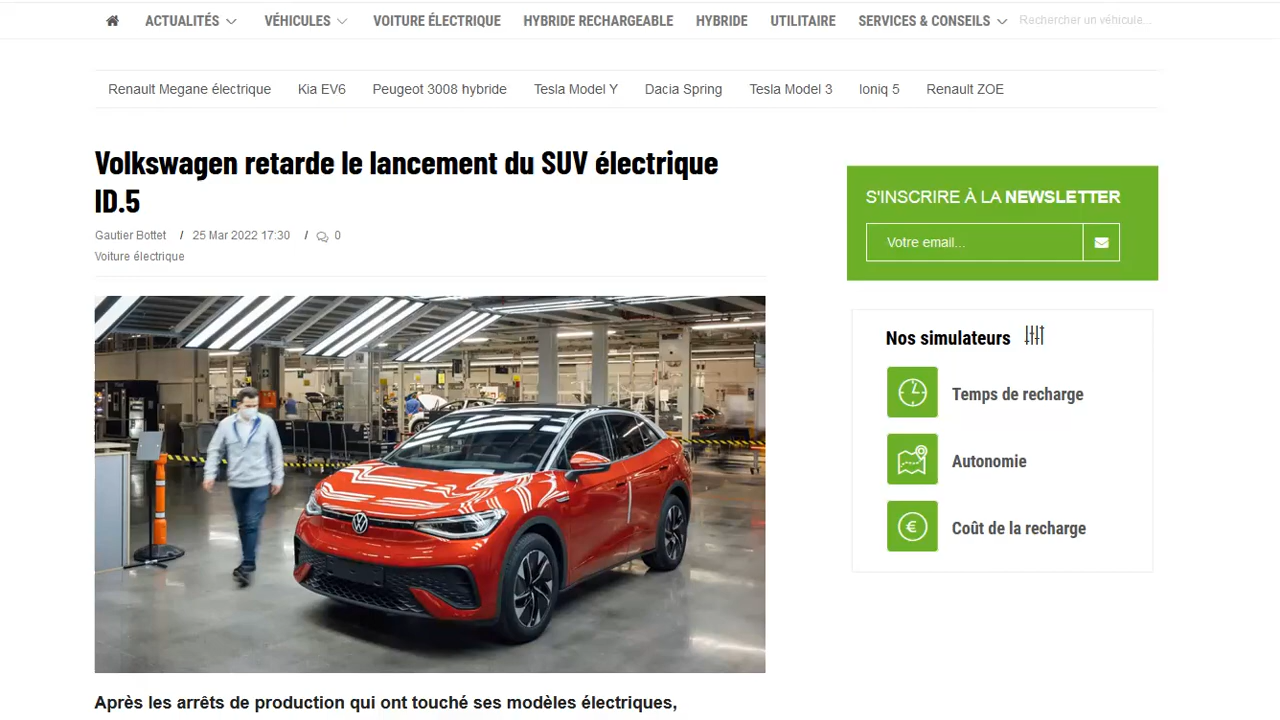 ACTUALITÉS VÉHICULES VOITURE ÉLECTRIQUE HYBRIDE RECHARGEABLE HYBRIDE UTILITAIRE SERVICES & CONSEILS Rechercher un véhicule...
Renault Megane électrique Kia EV6 Peugeot 3008 hybride Tesla Model Y Dacia Spring Tesla Model 3 Ioniq 5 Renault ZOE
Volkswagen retarde le lancement du SUV électrique
ID.5
Gautier Bottet / 25 Mar 2022 17:30 / 0
Voiture électrique
S'INSCRIRE À LA NEWSLETTER
Votre email...
Nos simulateurs
Temps de recharge
Autonomie
Coût de la recharge
Après les arrêts de production qui ont touché ses modèles électriques,